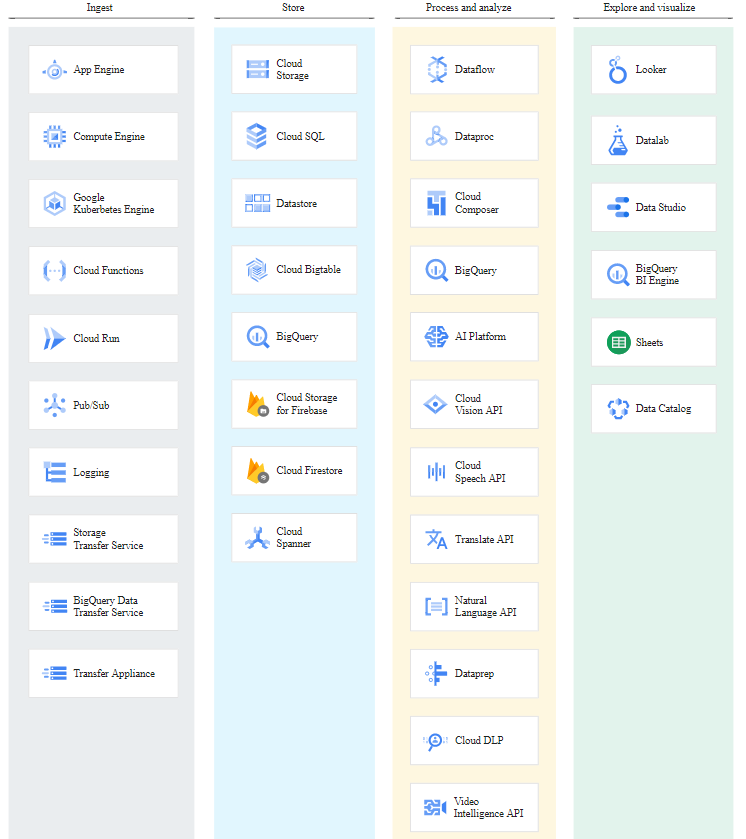 Ingest
App Engine
Compute Engine
Google
Kuberbetes Engine
Cloud Functions
Cloud Run
Pub/Sub
Logging
Storage
Transfer Service
BigQuery Data
Transfer Service
Transfer Appliance
Store
Cloud
Storage
Cloud SQL
Datastore
Cloud Bigtable
BigQuery
Cloud Storage
for Firebase
Cloud Firestore
Cloud
Spanner
Process and analyze
Dataflow
Dataproc
Cloud
Composer
BigQuery
AI Platform
Cloud
Vision API
Cloud
Speech API
Translate API
Natural
Language API
Dataprep
Cloud DLP
Video
Intelligence API
Explore and visualize
Looker
Datalab
Data Studio
BigQuery
BI Engine
Sheets
Data Catalog